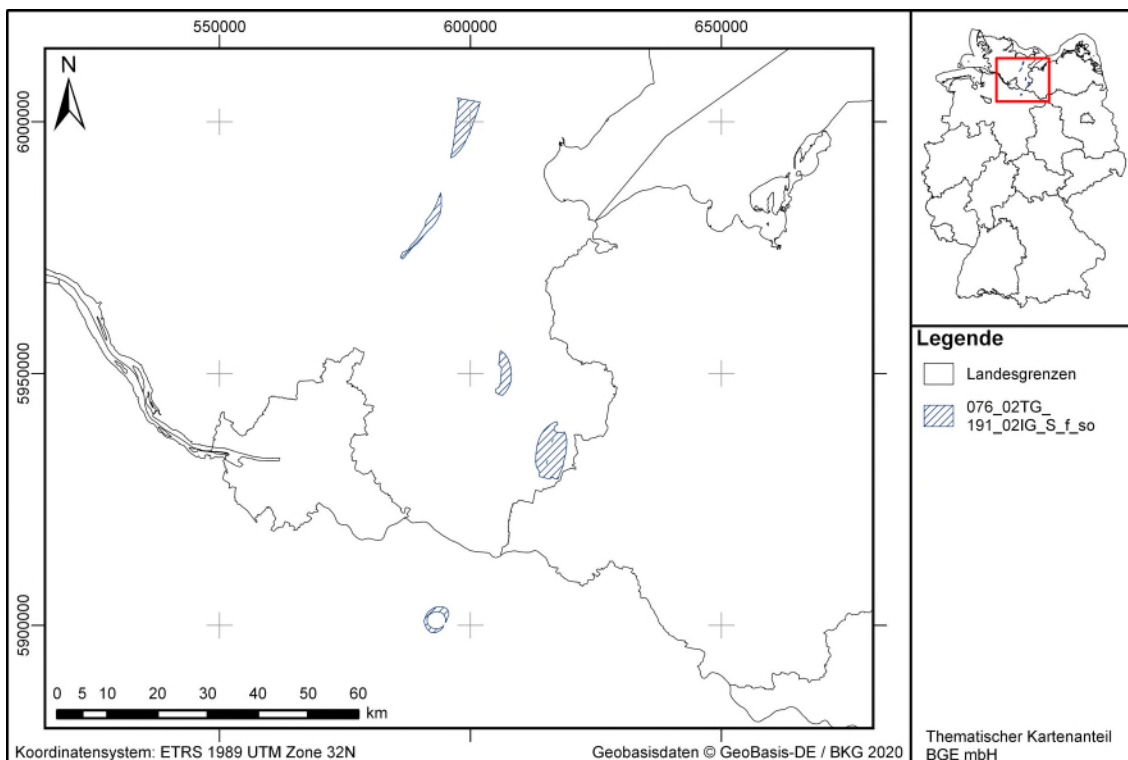 550000
600000
650000
N
6000000
5950000
5900000
0 5 10 20 30 40 50 60
km
Koordinatensystem: ETRS 1989 UTM Zone 32N
Geobasisdaten © GeoBasis-DE / BKG 2020
Legende
Landesgrenzen
076_02TG_
191_02IG_S_f_so
Thematischer Kartenanteil
BGE mbH